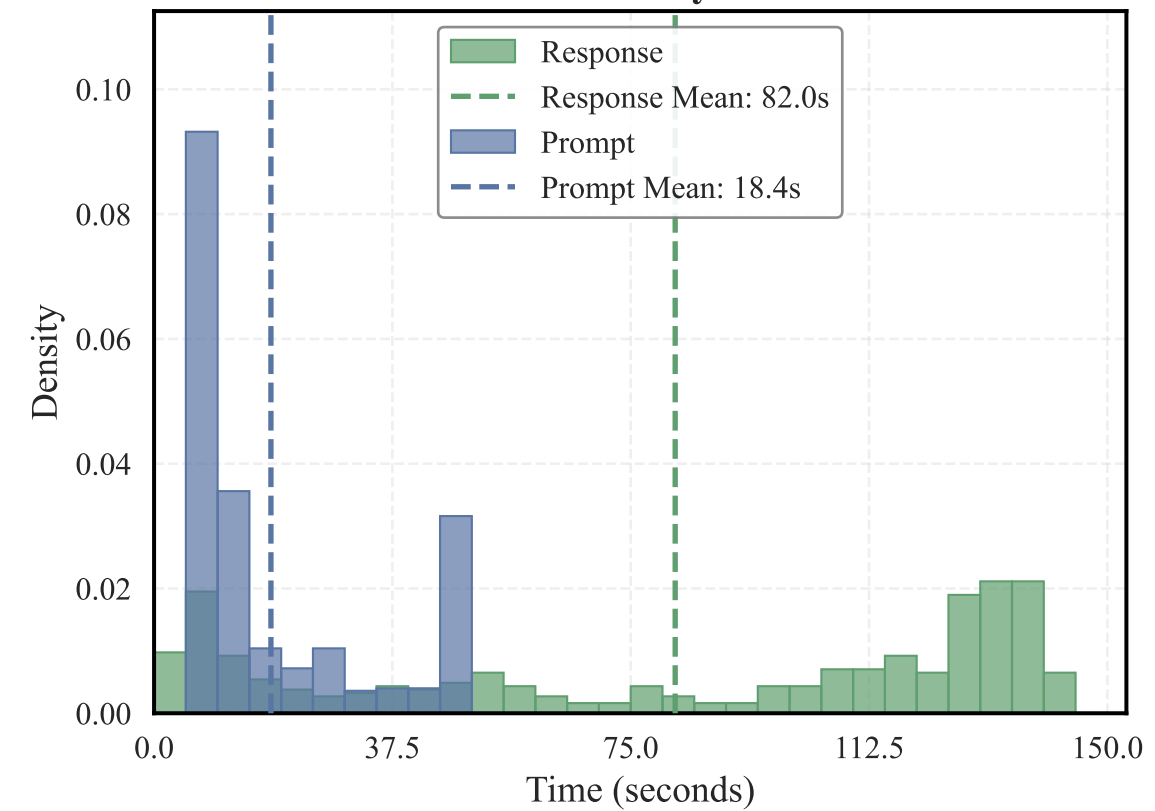 Response
Response Mean: 82.0s
Prompt
Prompt Mean: 18.4s
Density
0.10
0.08
0.06
0.04
0.02
0.00
0.0 37.5 75.0 112.5 150.0
Time (seconds)